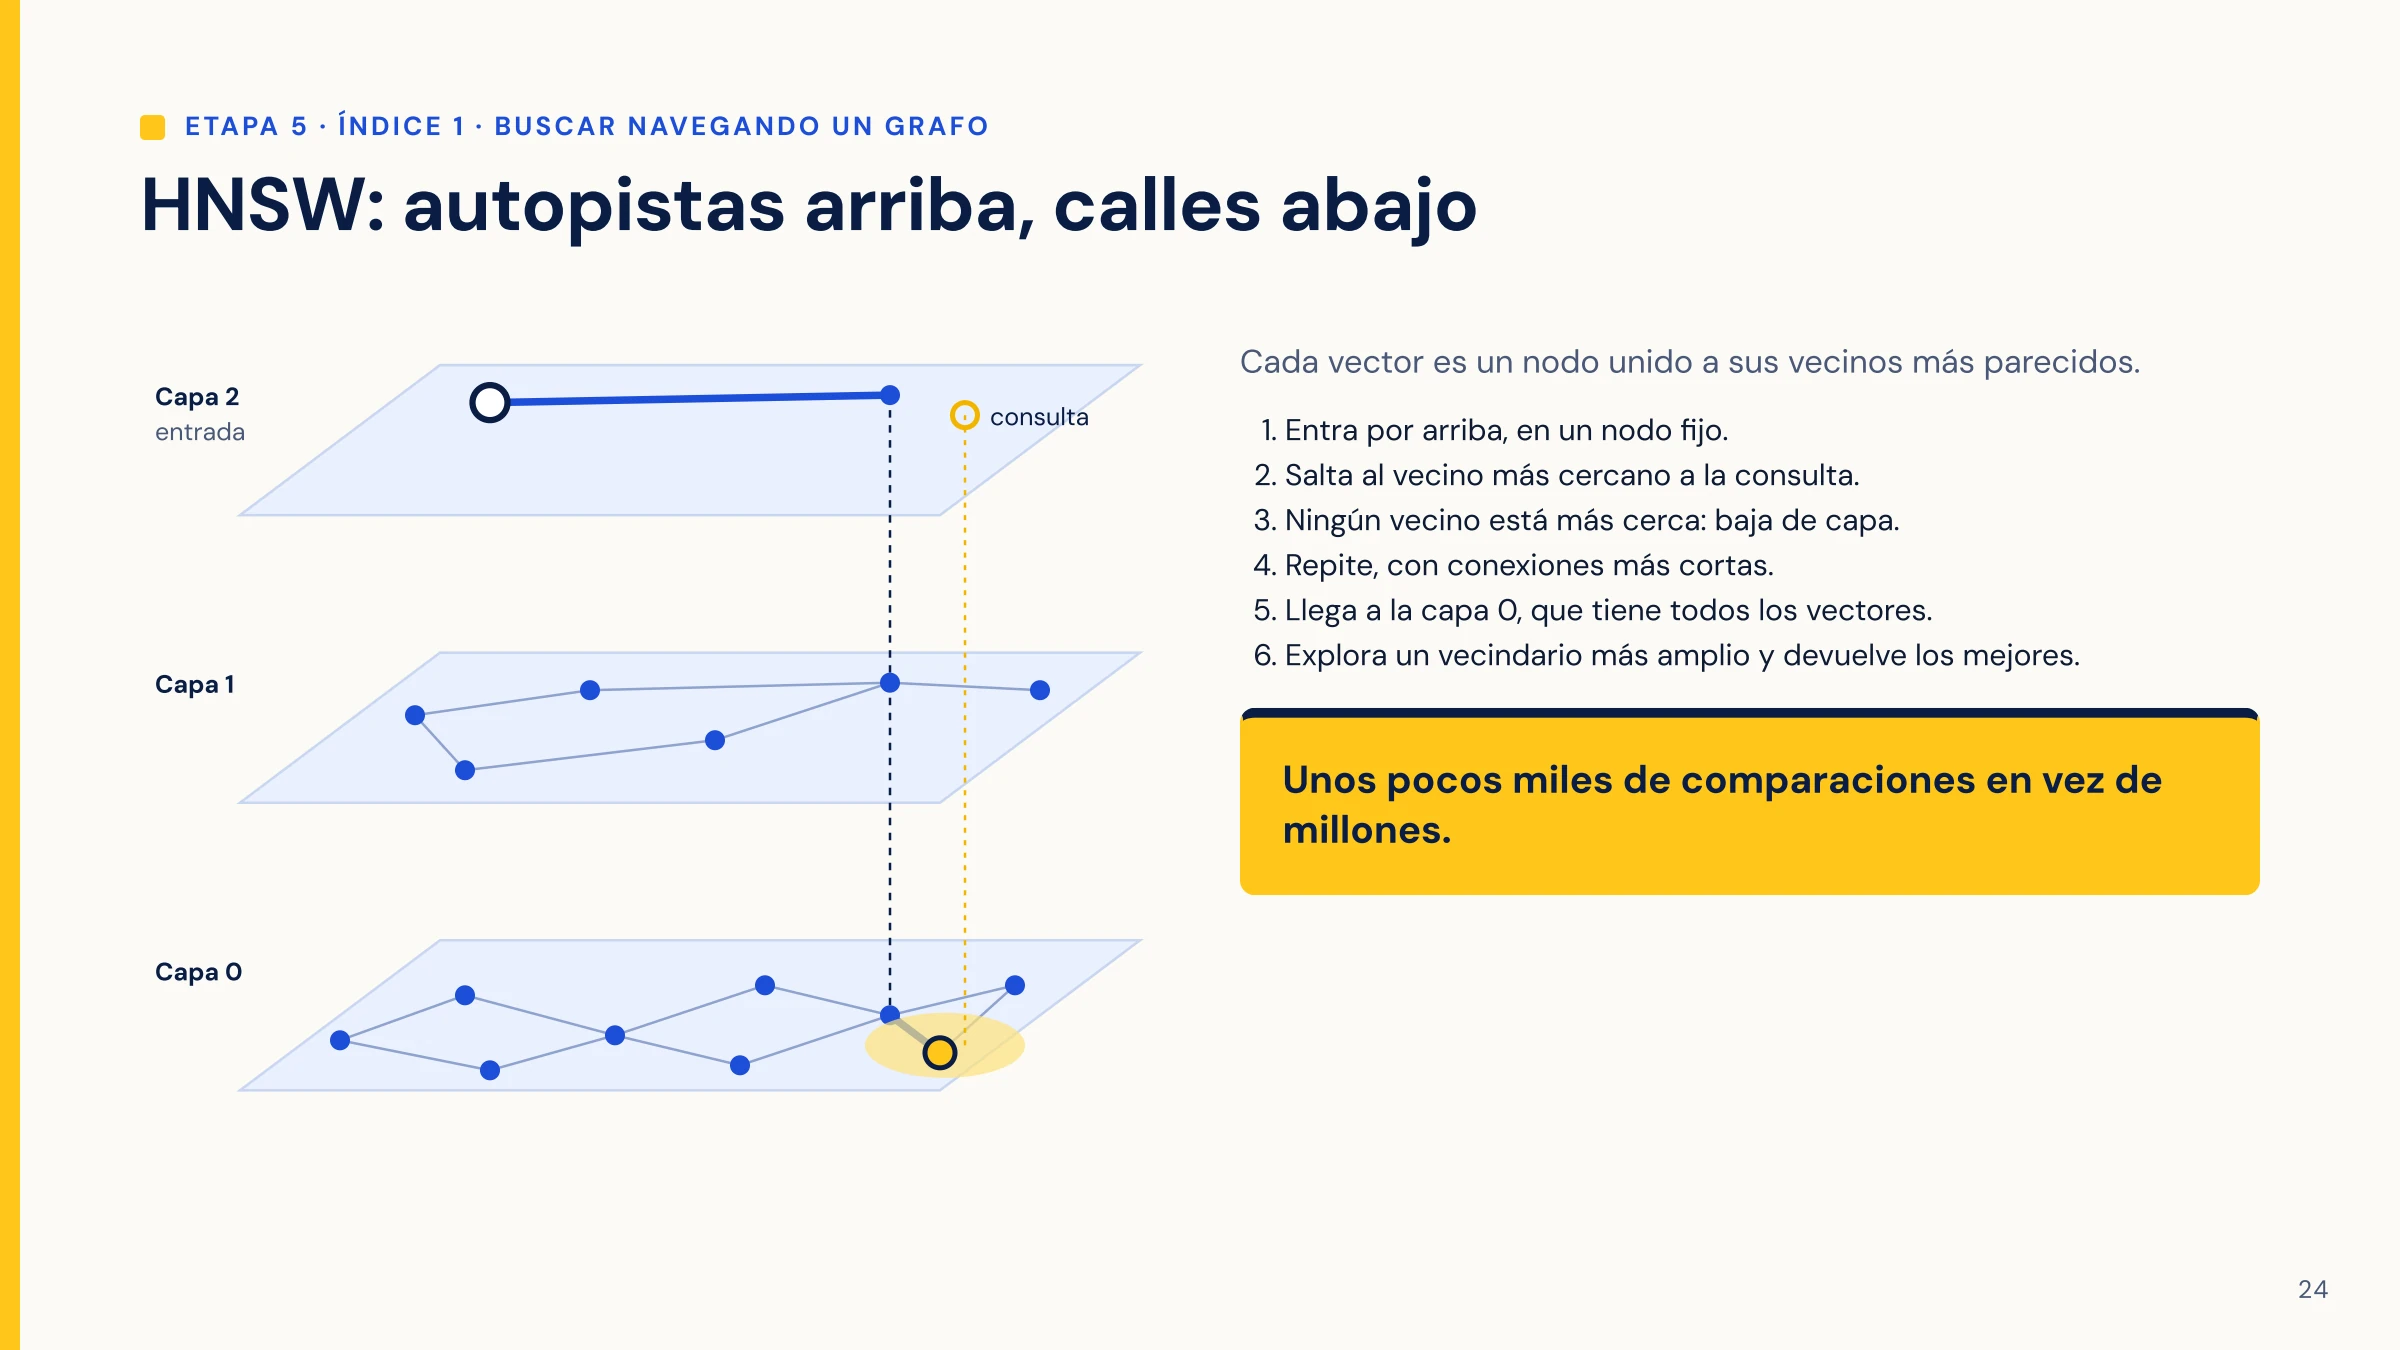 ETAPA 5 · ÍNDICE 1 · BUSCAR NAVEGANDO UN GRAFO
HNSW: autopistas arriba, calles abajo
Capa 2
entrada
consulta
Capa 1
Capa 0
Cada vector es un nodo unido a sus vecinos más parecidos.
1. Entra por arriba, en un nodo fijo.
2. Salta al vecino más cercano a la consulta.
3. Ningún vecino está más cerca: baja de capa.
4. Repite, con conexiones más cortas.
5. Llega a la capa 0, que tiene todos los vectores.
6. Explora un vecindario más amplio y devuelve los mejores.
Unos pocos miles de comparaciones en vez de
millones.
24